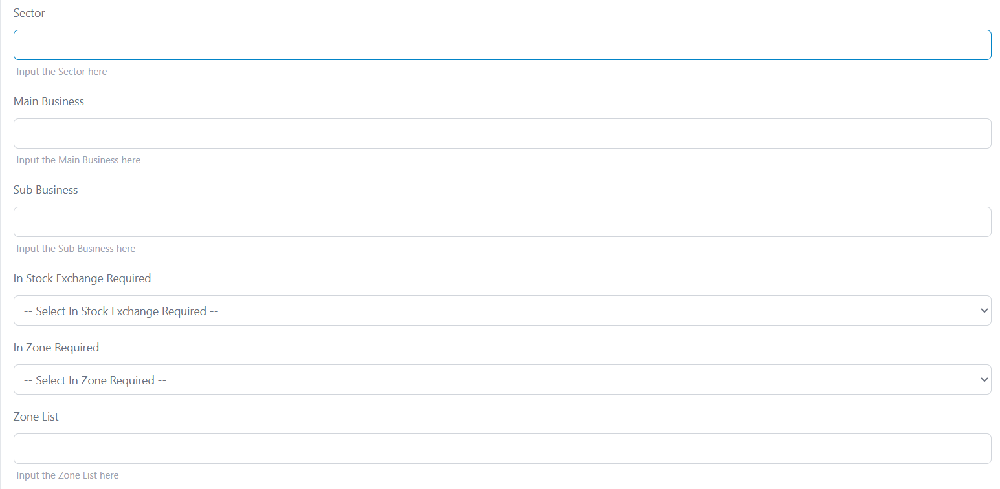 Sector
Input the Sector here
Main Business
Input the Main Business here
Sub Business
Input the Sub Business here
In Stock Exchange Required
-- Select In Stock Exchange Required --
In Zone Required
-- Select In Zone Required --
Zone List
Input the Zone List here